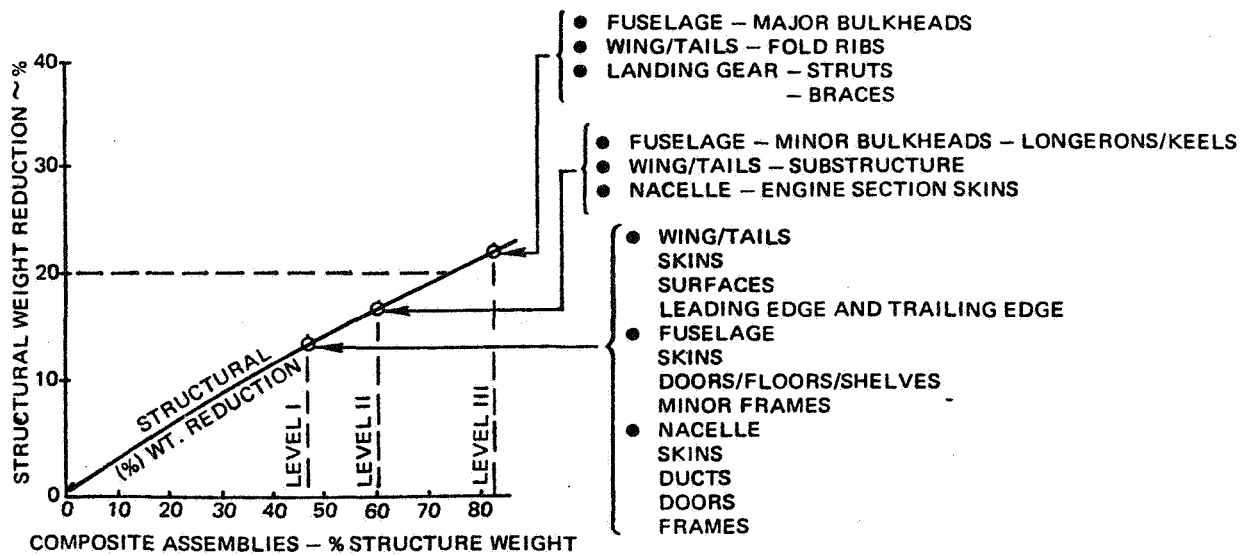 FUSELAGE – MAJOR BULKHEADS
WING/TAILS – FOLD RIBS
LANDING GEAR – STRUTS
– BRACES
FUSELAGE – MINOR BULKHEADS – LONGERONS/KEELS
WING/TAILS – SUBSTRUCTURE
NACELLE – ENGINE SECTION SKINS
WING/TAILS
SKINS
SURFACES
LEADING EDGE AND TRAILING EDGE
FUSELAGE
SKINS
DOORS/FLOORS/SHELVES
MINOR FRAMES
NACELLE
SKINS
DUCTS
DOORS
FRAMES
STRUCTURAL WEIGHT REDUCTION ~ %
40
30
20
10
0
STRUCTURAL
(%) WT. REDUCTION
LEVEL I
LEVEL II
LEVEL III
0 10 20 30 40 50 60 70 80
COMPOSITE ASSEMBLIES – % STRUCTURE WEIGHT